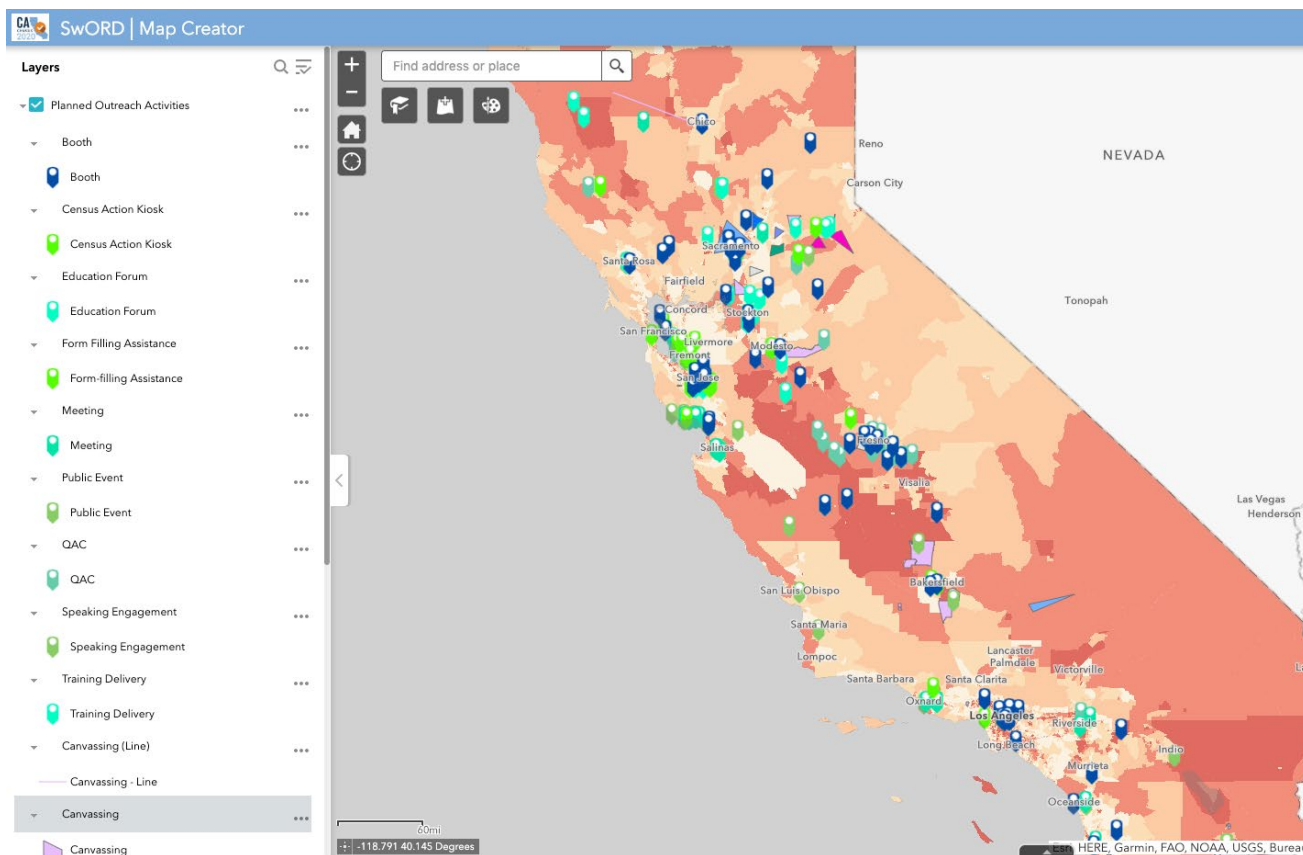 CA
CENSUS
2020
SwORD | Map Creator
Layers
Find address or place
Planned Outreach Activities
Booth
Booth
Census Action Kiosk
Census Action Kiosk
Education Forum
Education Forum
Form Filling Assistance
Form-filling Assistance
Meeting
Meeting
Public Event
Public Event
QAC
QAC
Speaking Engagement
Speaking Engagement
Training Delivery
Training Delivery
Canvassing (Line)
Canvassing - Line
Canvassing
Canvassing
Chico
Reno
NEVADA
Carson City
Sacramento
Santa Rosa
Fairfield
Tonopah
Concord
Stockton
San Francisco
Livermore
Modesto
Fremont
San Jose
Salinas
Fresno
Visalia
Las Vegas
Henderson
Bakersfield
San Luis Obispo
Santa Maria
Lompoc
Lancaster
Palmdale
Victorville
Santa Barbara
Santa Clarita
Oxnard
Los Angeles
Riverside
Long Beach
Indio
Murrieta
Oceanside
60mi
-118.791 40.145 Degrees
Esri, HERE, Garmin, FAO, NOAA, USGS, Bureau